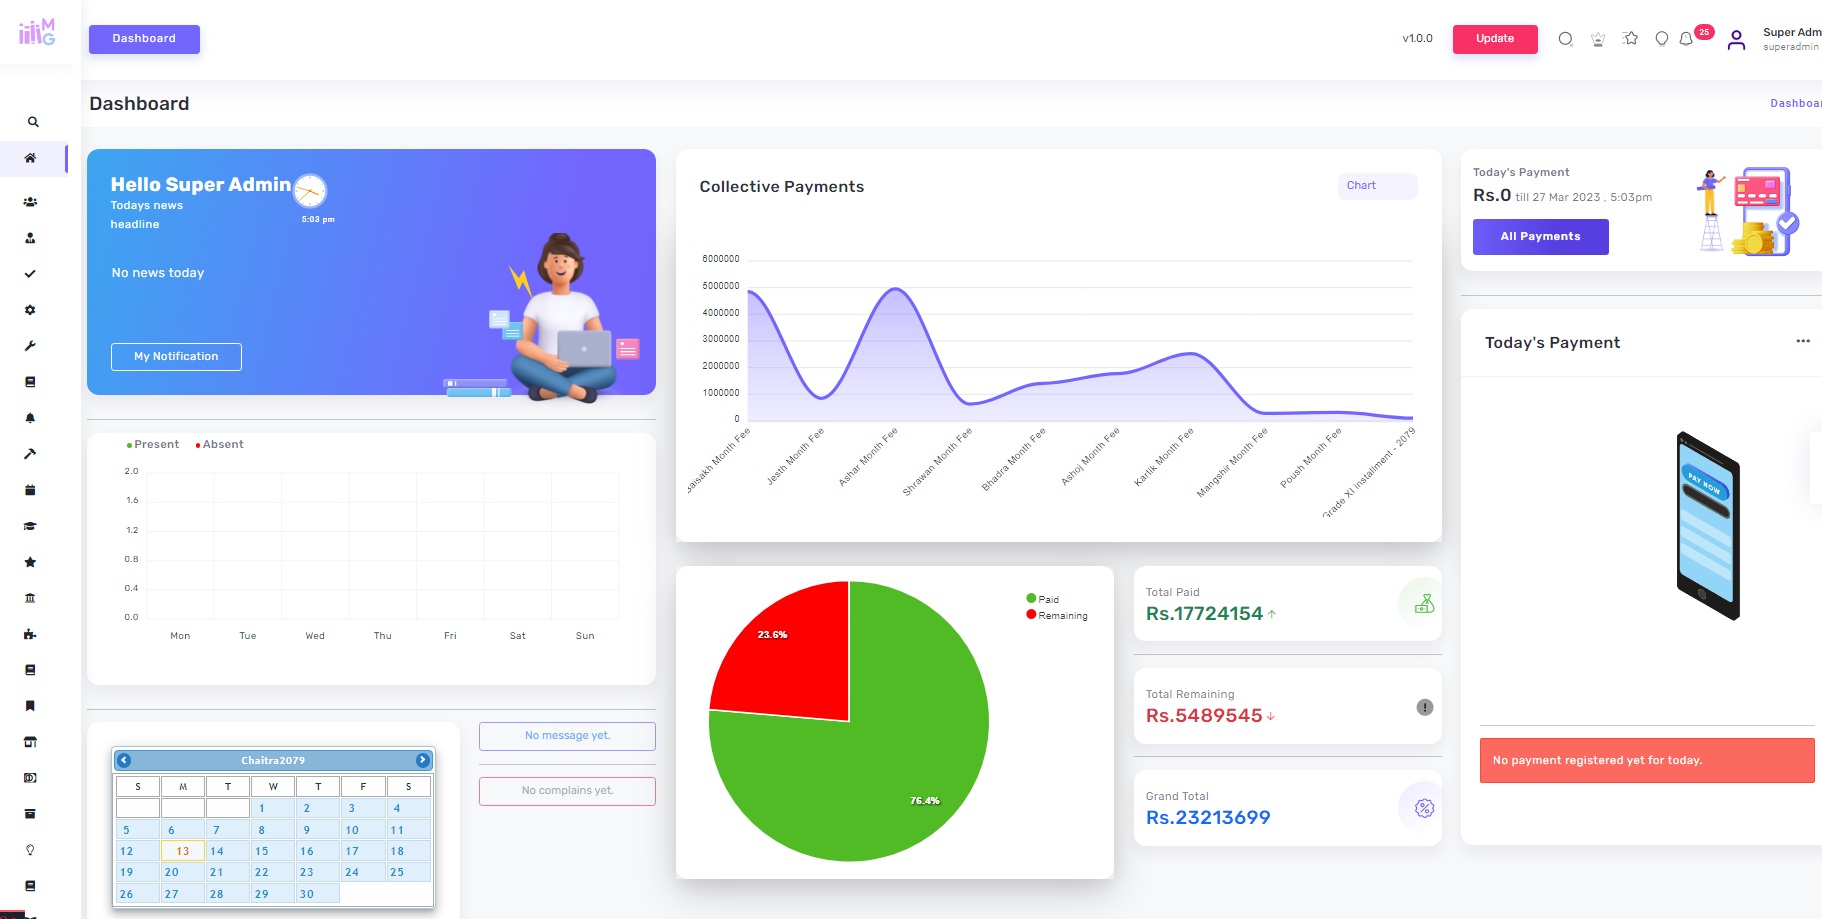 MG
Dashboard
v1.0.0
Update
25
Super Adm
superadmin
Dashboard
Dashboar
Hello Super Admin
Todays news
headline
5:03 pm
No news today
My Notification
Collective Payments
Chart
6000000
5000000
4000000
3000000
2000000
1000000
0
Baisakh Month Fee
Jesth Month Fee
Ashar Month Fee
Shrawan Month Fee
Bhadra Month Fee
Ashoj Month Fee
Kartik Month Fee
Mangshir Month Fee
Poush Month Fee
Grade XI installment - 2079
Today's Payment
Rs.0 till 27 Mar 2023 , 5:03pm
All Payments
Today's Payment
PAY NOW
No payment registered yet for today.
Present Absent
2.0
1.6
1.2
0.8
0.4
0.0
Mon Tue Wed Thu Fri Sat Sun
Paid
Remaining
23.6%
76.4%
Total Paid
Rs.17724154
Total Remaining
Rs.5489545
Grand Total
Rs.23213699
Chaitra2079
S M T W T F S
1 2 3 4
5 6 7 8 9 10 11
12 13 14 15 16 17 18
19 20 21 22 23 24 25
26 27 28 29 30
No message yet.
No complains yet.